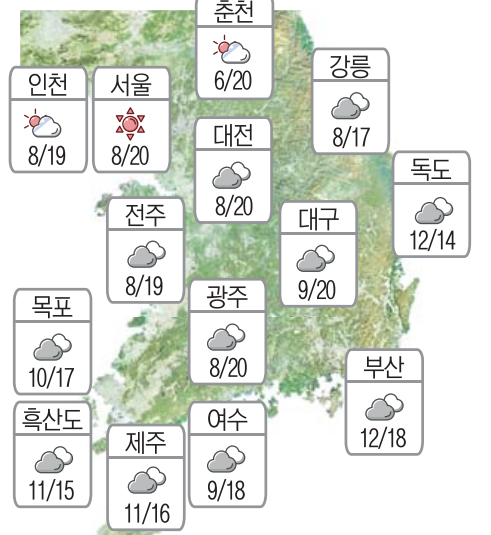 춘천
6/20
인천
8/19
서울
8/20
강릉
8/17
대전
8/20
독도
12/14
전주
8/19
대구
9/20
목포
10/17
광주
8/20
부산
12/18
흑산도
11/15
제주
11/16
여수
9/18